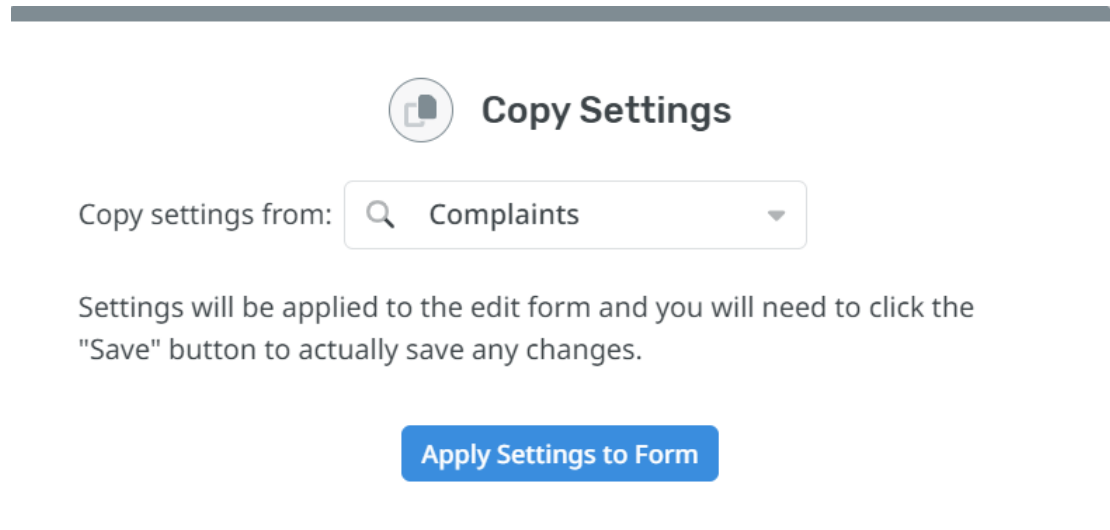 Copy Settings
Copy settings from: Complaints
Settings will be applied to the edit form and you will need to click the
"Save" button to actually save any changes.
Apply Settings to Form